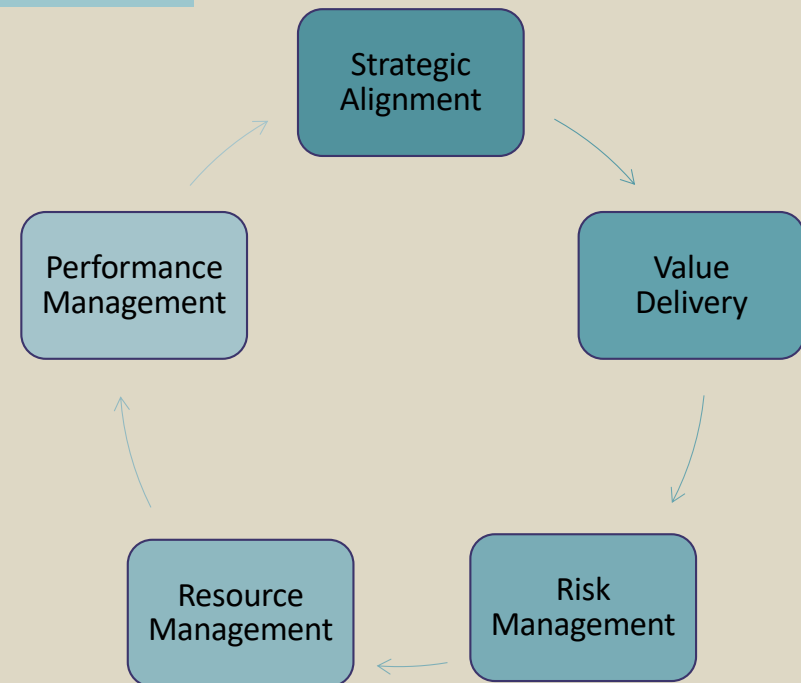 Strategic
Alignment
Value
Delivery
Risk
Management
Resource
Management
Performance
Management